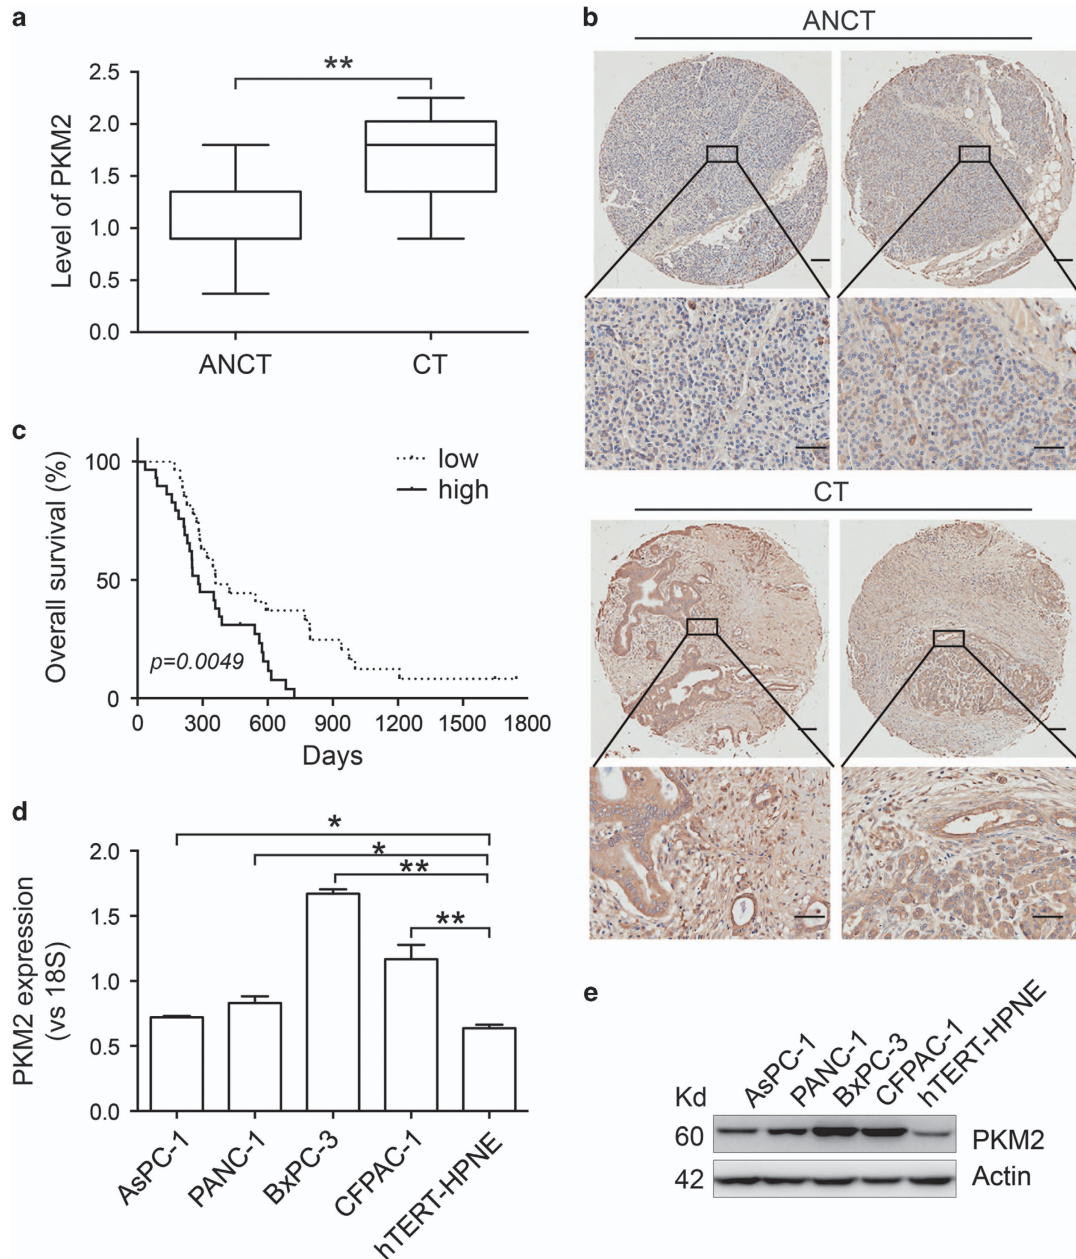 a
**
Level of PKM2
2.5
2.0
1.5
1.0
0.5
0.0
ANCT
CT
b
ANCT
CT
c
Overall survival (%)
100
50
0
low
high
p=0.0049
0 300 600 900 1200 1500 1800
Days
d
PKM2 expression
(vs 18S)
2.0
1.5
1.0
0.5
0.0
*
*
**
**
AsPC-1
PANC-1
BxPC-3
CFPAC-1
hTERT-HPNE
e
AsPC-1
PANC-1
BxPC-3
CFPAC-1
hTERT-HPNE
Kd
60
PKM2
42
Actin